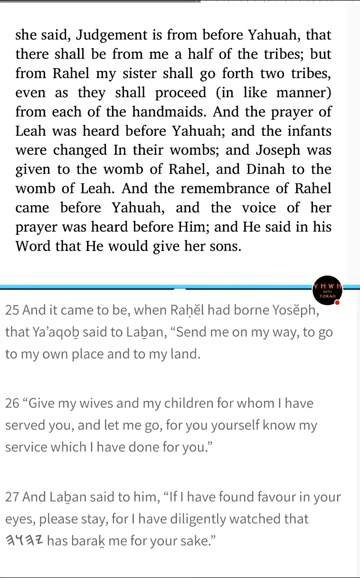 she said, Judgement is from before Yahuah, that
there shall be from me a half of the tribes; but
from Rahel my sister shall go forth two tribes,
even as they shall proceed (in like manner)
from each of the handmaids. And the prayer of
Leah was heard before Yahuah; and the infants
were changed In their wombs; and Joseph was
given to the womb of Rahel, and Dinah to the
womb of Leah. And the remembrance of Rahel
came before Yahuah, and the voice of her
prayer was heard before Him; and He said in his
Word that He would give her sons.
Y H W H
25 And it came to be, when Raḥĕl had borne Yosĕph,
that Ya’aqoḇ said to Laḇan, “Send me on my way, to go
to my own place and to my land.
26 “Give my wives and my children for whom I have
served you, and let me go, for you yourself know my
service which I have done for you.”
27 And Laḇan said to him, “If I have found favour in your
eyes, please stay, for I have diligently watched that
𐤉𐤄𐤅𐤄 has baraḵ me for your sake.”